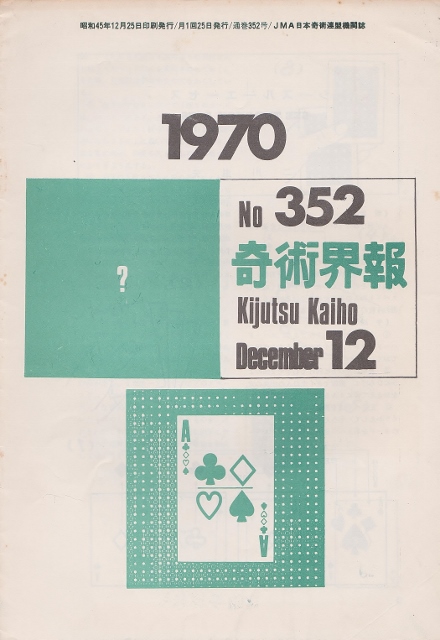 昭和45年12月25日印刷発行/月1回25日発行/通巻352号/JMA日本奇術連盟機関誌
1970
No 352
奇術界報
?
Kijutsu Kaiho
December 12
A
A